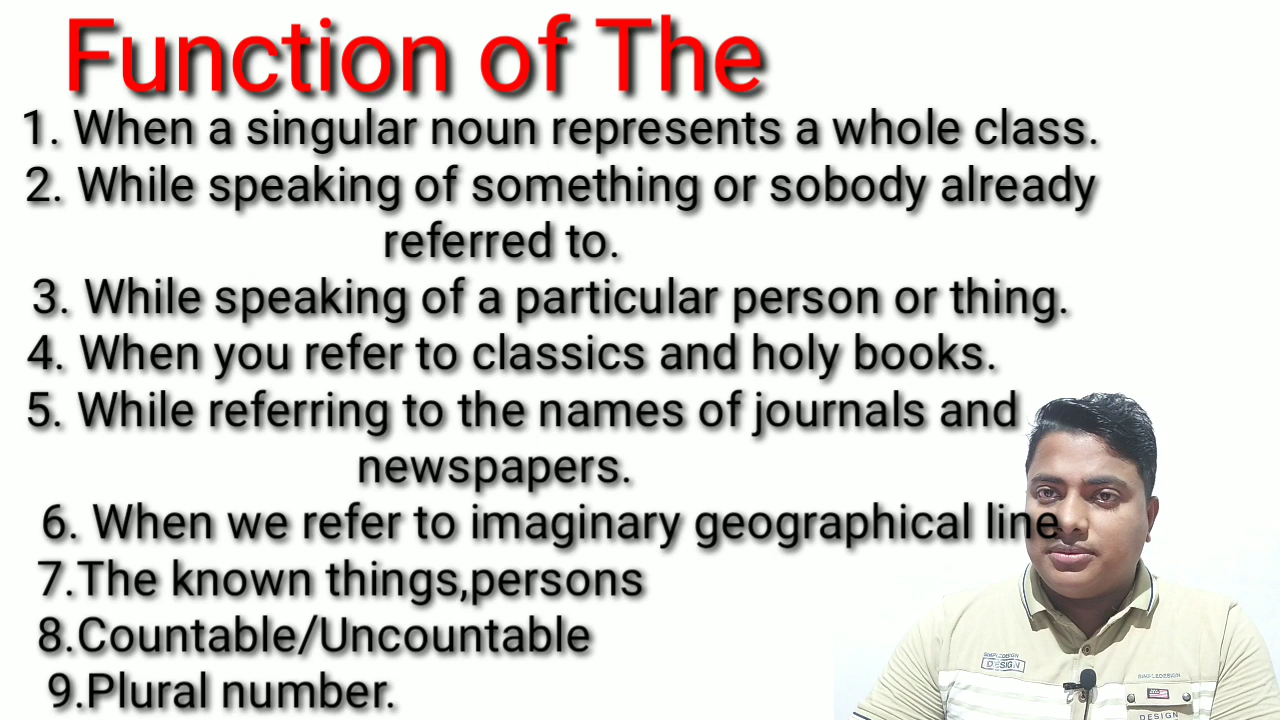 Function of The
1. When a singular noun represents a whole class.
2. While speaking of something or sobody already
referred to.
3. While speaking of a particular person or thing.
4. When you refer to classics and holy books.
5. While referring to the names of journals and
newspapers.
6. When we refer to imaginary geographical line
7.The known things,persons
8.Countable/Uncountable
9.Plural number.
DESIGN
DESIGN